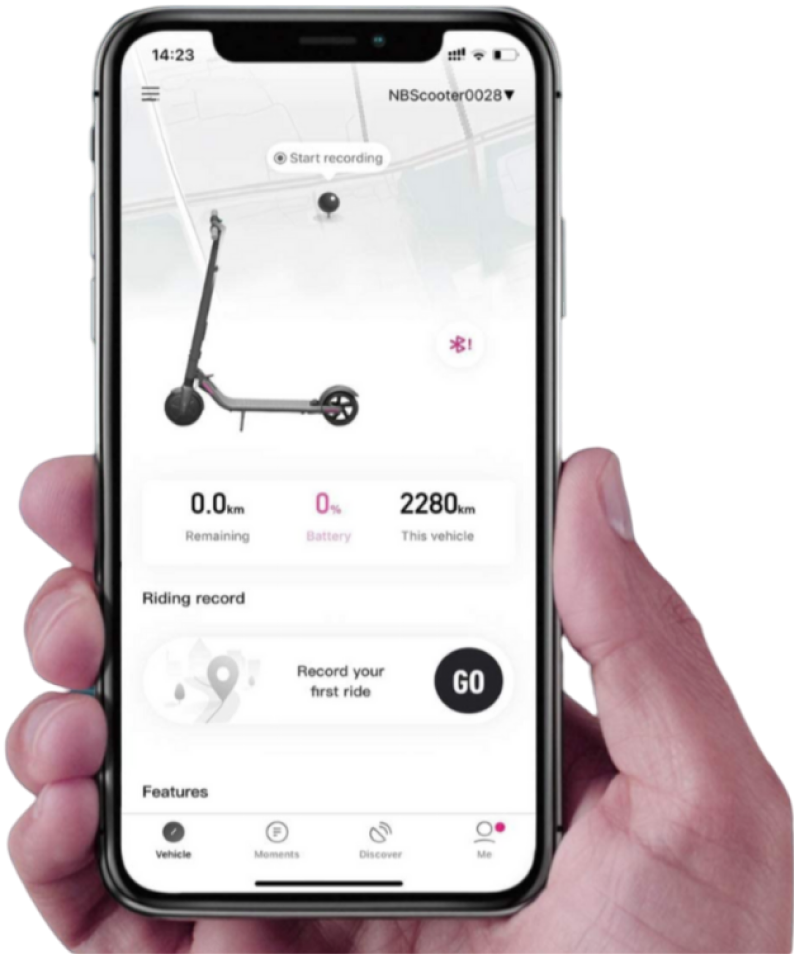 14:23
NBScooter0028▼
Start recording
0.0km
0%
2280km
Remaining
Battery
This vehicle
Riding record
Record your
first ride
GO
Features
Vehicle
Moments
Discover
Me